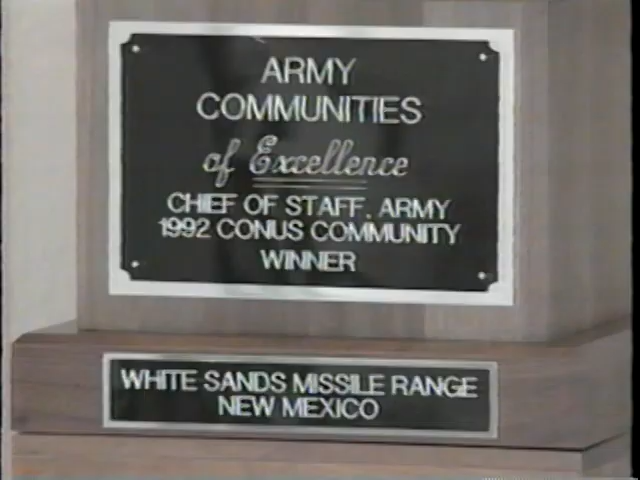 ARMY
COMMUNITIES
of Excellence
CHIEF OF STAFF, ARMY
1992 CONUS COMMUNITY
WINNER
WHITE SANDS MISSILE RANGE
NEW MEXICO